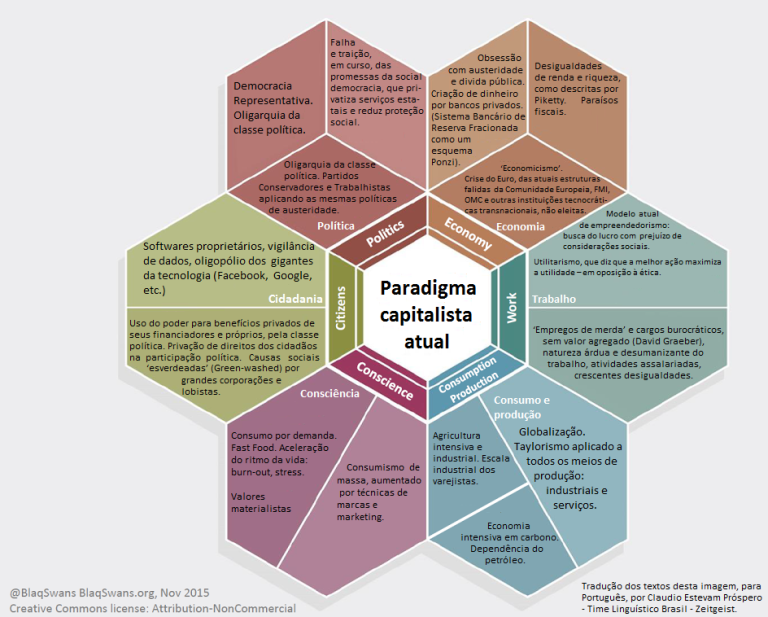 Democracia
Representativa.
Oligarquia da
classe política.
Falha
e traição,
em curso, das
promessas da social
democracia, que pri-
vatiza serviços esta-
tais e reduz proteção
social.
Oligarquia da classe
política. Partidos
Conservadores e Trabalhistas
aplicando as mesmas políticas
de austeridade.
Política
Politics
Obsessão
com austeridade
e dívida pública.
Criação de dinheiro
por bancos privados.
(Sistema Bancário de
Reserva Fracionada
como um
esquema
Ponzi).
Desigualdades
de renda e riqueza,
como descritas por
Piketty. Paraísos
fiscais.
‘Economicismo’.
Crise do Euro, das atuais estruturas
falidas da Comunidade Europeia, FMI,
OMC e outras instituições tecnocráti-
cas transnacionais, não eleitas.
Economia
Economy
Softwares proprietários, vigilância
de dados, oligopólio dos gigantes
da tecnologia (Facebook, Google,
etc.)
Cidadania
Citizens
Uso do poder para benefícios privados de
seus financiadores e próprios, pela classe
política. Privação de direitos dos cidadãos
na participação política. Causas sociais
‘esverdeadas’ (Green-washed) por
grandes corporações e
lobistas.
Paradigma
capitalista
atual
Modelo atual
de empreendedorismo:
busca do lucro com prejuízo de
considerações sociais.
Utilitarismo, que diz que a melhor ação maximiza
a utilidade – em oposição à ética.
Work
Trabalho
‘Empregos de merda’ e cargos burocráticos,
sem valor agregado (David Graeber),
natureza árdua e desumanizante do
trabalho, atividades assalariadas,
crescentes desigualdades.
Conscience
Consciência
Consumo por demanda.
Fast Food. Aceleração
do ritmo da vida:
burn-out, stress.
Valores
materialistas
Consumismo de
massa, aumentado
por técnicas de
marcas e
marketing.
Consumption
Production
Consumo e
produção
Agricultura
intensiva e
industrial. Escala
industrial dos
varejistas.
Globalização.
Taylorismo aplicado a
todos os meios de
produção:
industriais e
serviços.
Economia
intensiva em carbono.
Dependência do
petróleo.
@BlaqSwans BlaqSwans.org, Nov 2015
Creative Commons license: Attribution-NonCommercial
Tradução dos textos desta imagem, para
Português, por Claudio Estevam Próspero
- Time Linguístico Brasil - Zeitgeist.